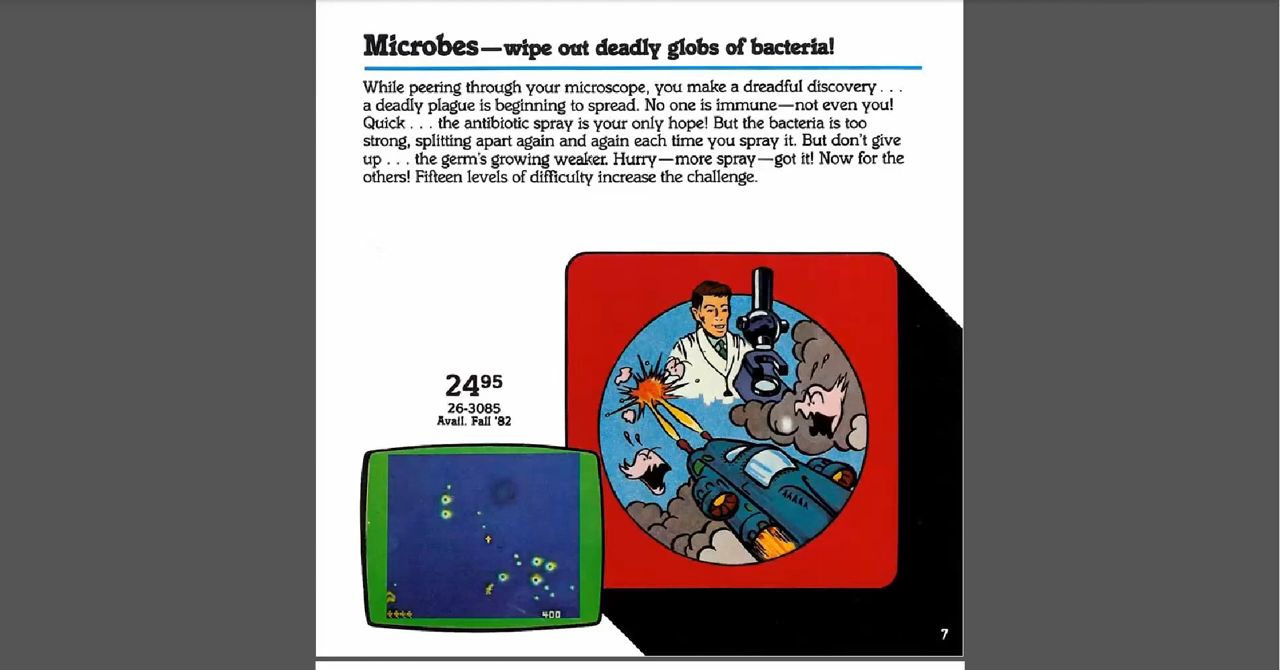 Microbes—wipe out deadly globs of bacteria!
While peering through your microscope, you make a dreadful discovery . . .
a deadly plague is beginning to spread. No one is immune—not even you!
Quick . . . the antibiotic spray is your only hope! But the bacteria is too
strong, splitting apart again and again each time you spray it. But don't give
up . . . the germ's growing weaker. Hurry—more spray—got it! Now for the
others! Fifteen levels of difficulty increase the challenge.
24⁹⁵
26-3085
Avail. Fall '82
400
7